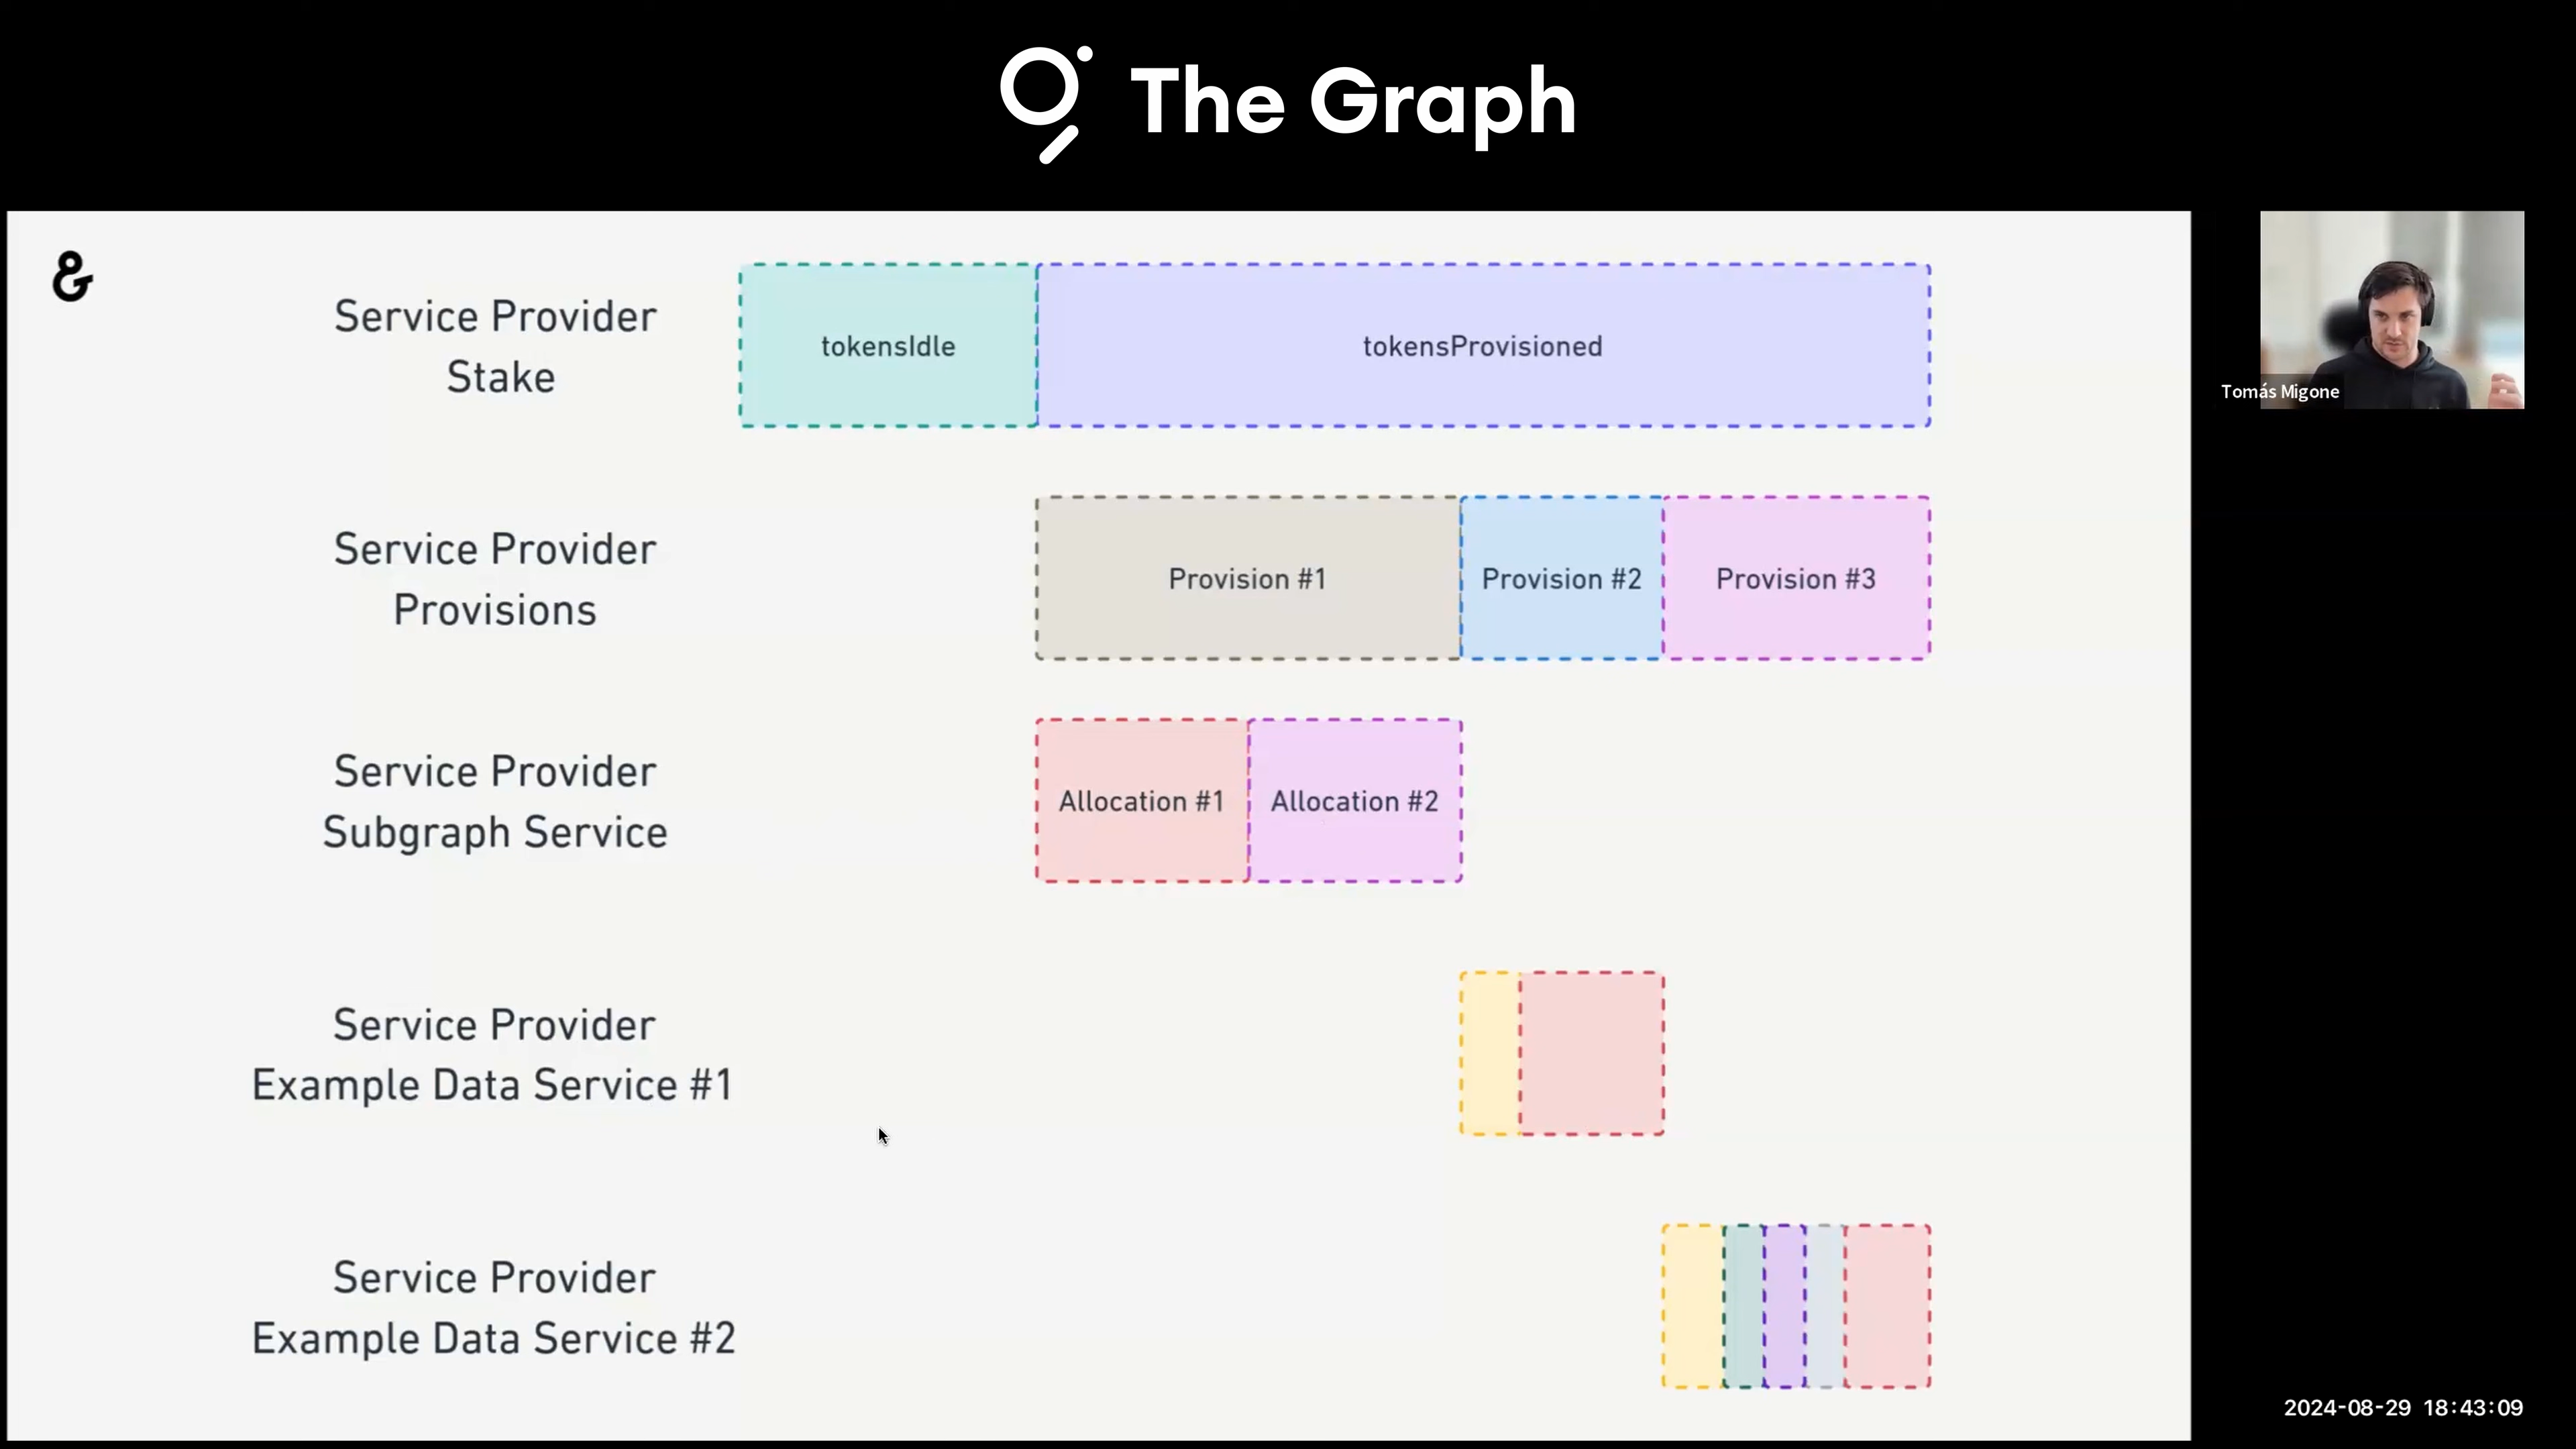 The Graph
&
Service Provider
Stake
tokensIdle
tokensProvisioned
Tomás Migone
Service Provider
Provisions
Provision #1
Provision #2
Provision #3
Service Provider
Subgraph Service
Allocation #1
Allocation #2
Service Provider
Example Data Service #1
Service Provider
Example Data Service #2
2024-08-29 18:43:09